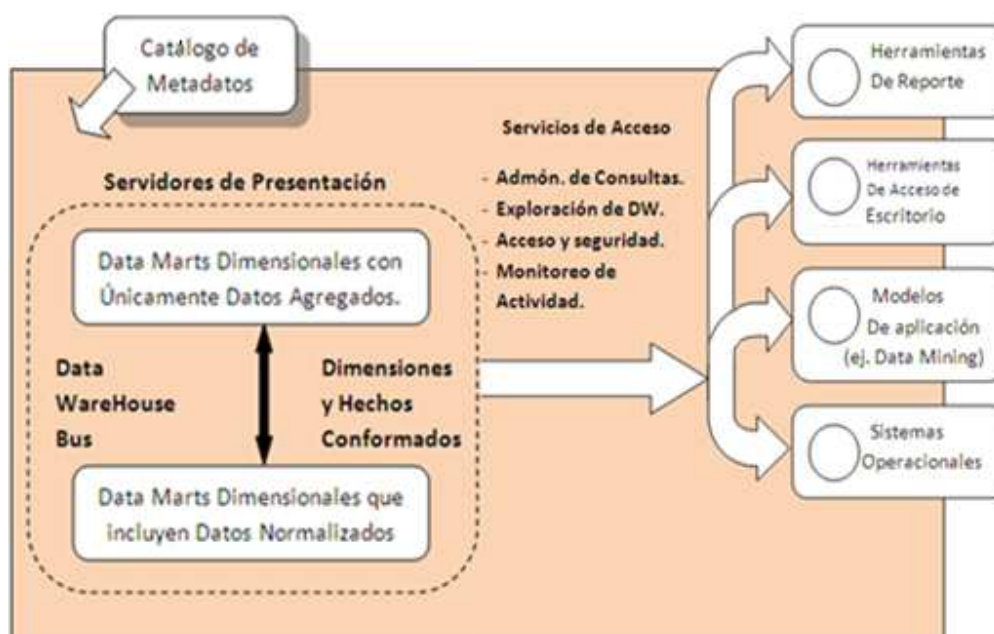 Catálogo de
Metadatos
Servidores de Presentación
Data Marts Dimensionales con
Únicamente Datos Agregados.
Data
WareHouse
Bus
Dimensiones
y Hechos
Conformados
Data Marts Dimensionales que
incluyen Datos Normalizados
Servicios de Acceso
- Admón. de Consultas.
- Exploración de DW.
- Acceso y seguridad.
- Monitoreo de
Actividad.
Herramientas
De Reporte
Herramientas
De Acceso de
Escritorio
Modelos
De aplicación
(ej. Data Mining)
Sistemas
Operacionales